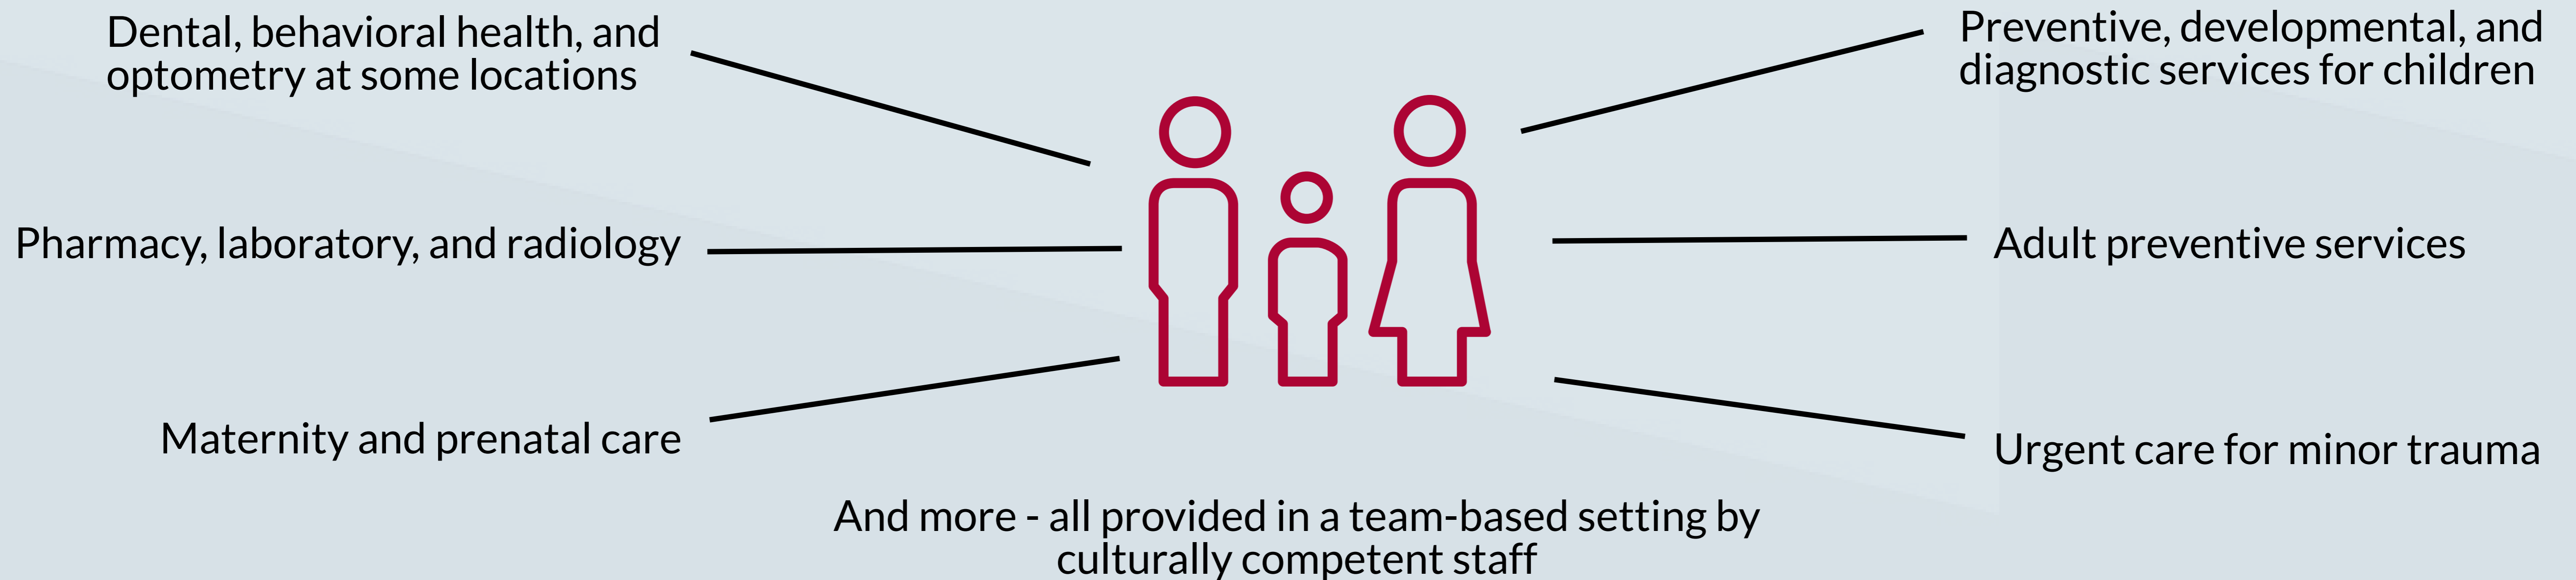 Dental, behavioral health, and
optometry at some locations
Pharmacy, laboratory, and radiology
Maternity and prenatal care
Preventive, developmental, and
diagnostic services for children
Adult preventive services
Urgent care for minor trauma
And more - all provided in a team-based setting by
culturally competent staff